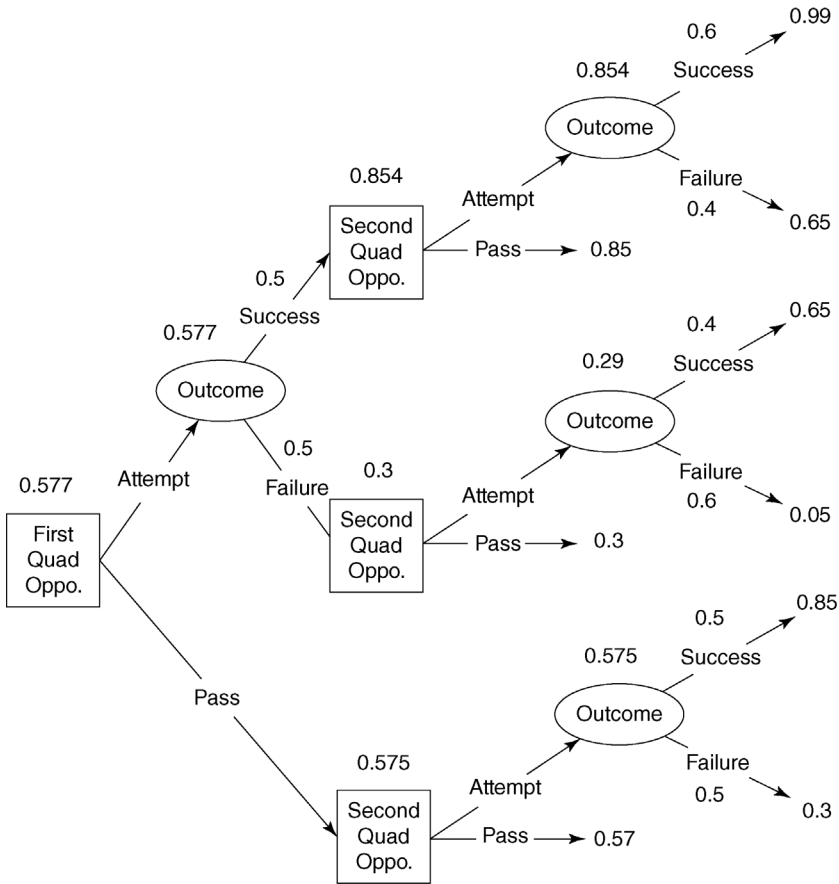 0.99
0.6
Success
0.854
Outcome
Failure
0.4
0.65
0.854
Attempt
Second
Quad
Oppo.
Pass
0.85
0.5
Success
0.577
Outcome
0.65
0.4
Success
0.29
Outcome
Failure
0.6
0.05
0.5
Failure
0.3
Attempt
Second
Quad
Oppo.
Pass
0.3
0.577
Attempt
First
Quad
Oppo.
Pass
0.85
0.5
Success
0.575
Outcome
Failure
0.5
0.3
0.575
Attempt
Second
Quad
Oppo.
Pass
0.57